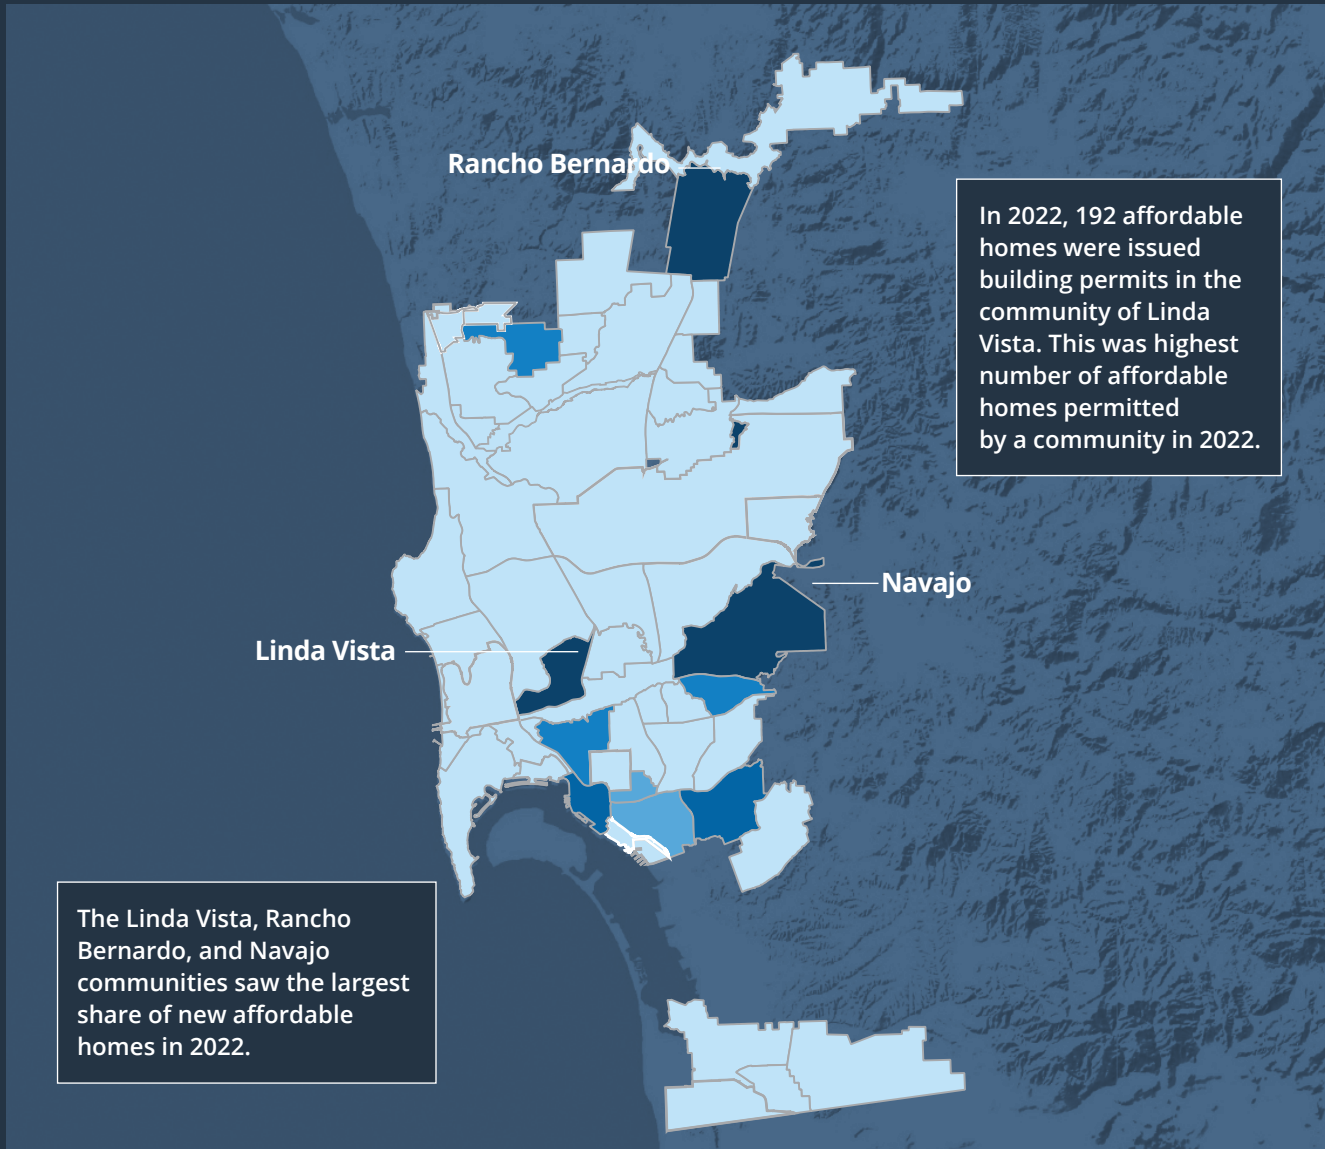 Rancho Bernardo
In 2022, 192 affordable
homes were issued
building permits in the
community of Linda
Vista. This was highest
number of affordable
homes permitted
by a community in 2022.
Navajo
Linda Vista
The Linda Vista, Rancho
Bernardo, and Navajo
communities saw the largest
share of new affordable
homes in 2022.